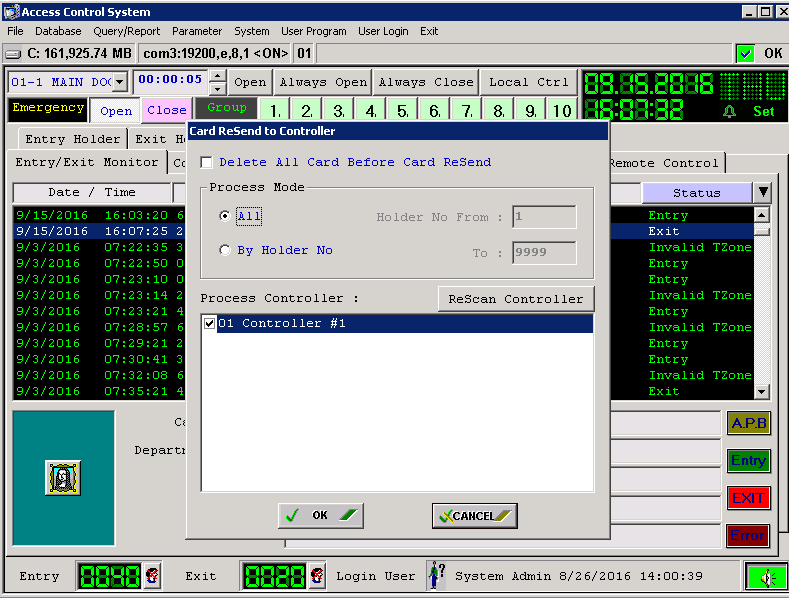 Access Control System
File Database Query/Report Parameter System User Program User Login Exit
C: 161,925.74 MB com3:19200,e,8,1 <ON> 01 OK
01-1 MAIN DO 00:00:05 Open Always Open Always Close Local Ctrl 09.15.2016
Emergency Open Close Group 1. 2. 3. 4. 5. 6. 7. 8. 9. 10 Set
Card ReSend to Controller
Entry Holder Exit
Delete All Card Before Card ReSend
Entry/Exit Monitor Remote Control
Process Mode
Date / Time Status
All Holder No From : 1
By Holder No To : 9999
9/15/2016 16:03:20 6 Entry
9/15/2016 16:07:25 2 Exit
9/3/2016 07:22:35 3 Invalid TZone
9/3/2016 07:22:50 0 Entry
9/3/2016 07:23:10 0 Entry
9/3/2016 07:23:14 2 Invalid TZone
9/3/2016 07:23:21 4 Entry
9/3/2016 07:28:57 6 Invalid TZone
9/3/2016 07:29:21 2 Entry
9/3/2016 07:30:41 3 Entry
9/3/2016 07:32:08 6 Invalid TZone
9/3/2016 07:35:21 4 Exit
Process Controller : ReScan Controller
01 Controller #1
Ca
Departm
A.P.B
Entry
EXIT
Error
OK CANCEL
Entry 0048 Exit 0028 Login User System Admin 8/26/2016 14:00:39